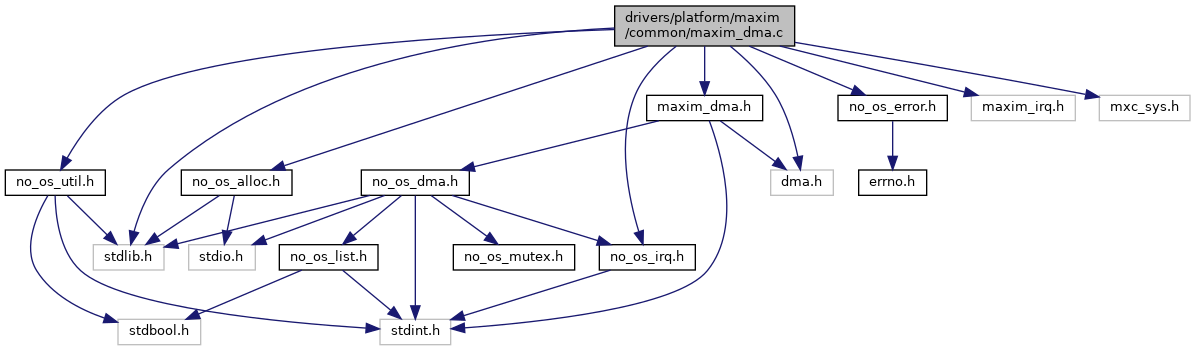 drivers/platform/maxim
/common/maxim_dma.c
maxim_dma.h
no_os_error.h
maxim_irq.h
mxc_sys.h
no_os_util.h
no_os_alloc.h
no_os_dma.h
dma.h
errno.h
stdlib.h
stdio.h
no_os_list.h
no_os_mutex.h
no_os_irq.h
stdbool.h
stdint.h